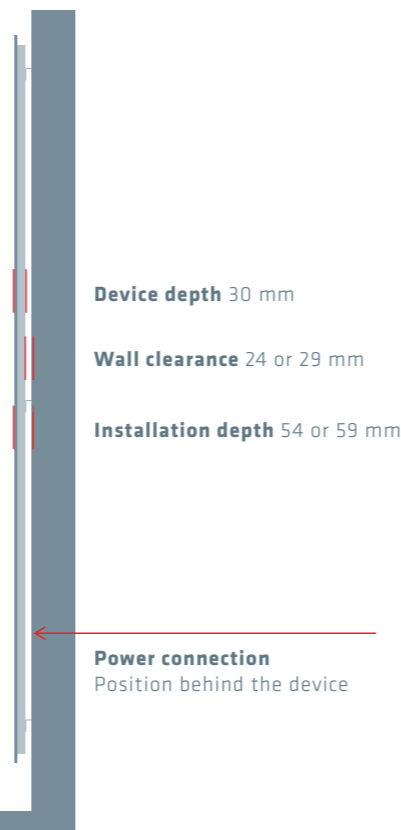 Device depth 30 mm
Wall clearance 24 or 29 mm
Installation depth 54 or 59 mm
Power connection
Position behind the device